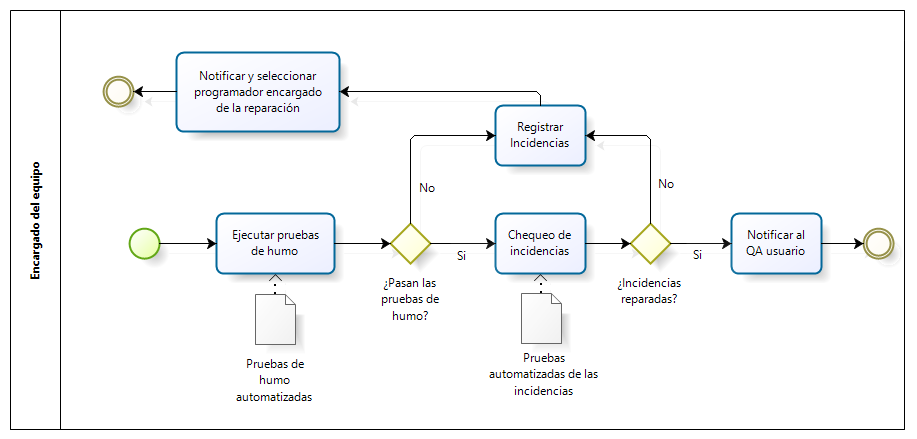 Encargado del equipo
Notificar y seleccionar
programador encargado
de la reparación
Registrar
Incidencias
No
No
Ejecutar pruebas
de humo
Si
Chequeo de
incidencias
Si
Notificar al
QA usuario
¿Pasan las
pruebas de
humo?
¿Incidencias
reparadas?
Pruebas de
humo
automatizadas
Pruebas
automatizadas de las
incidencias